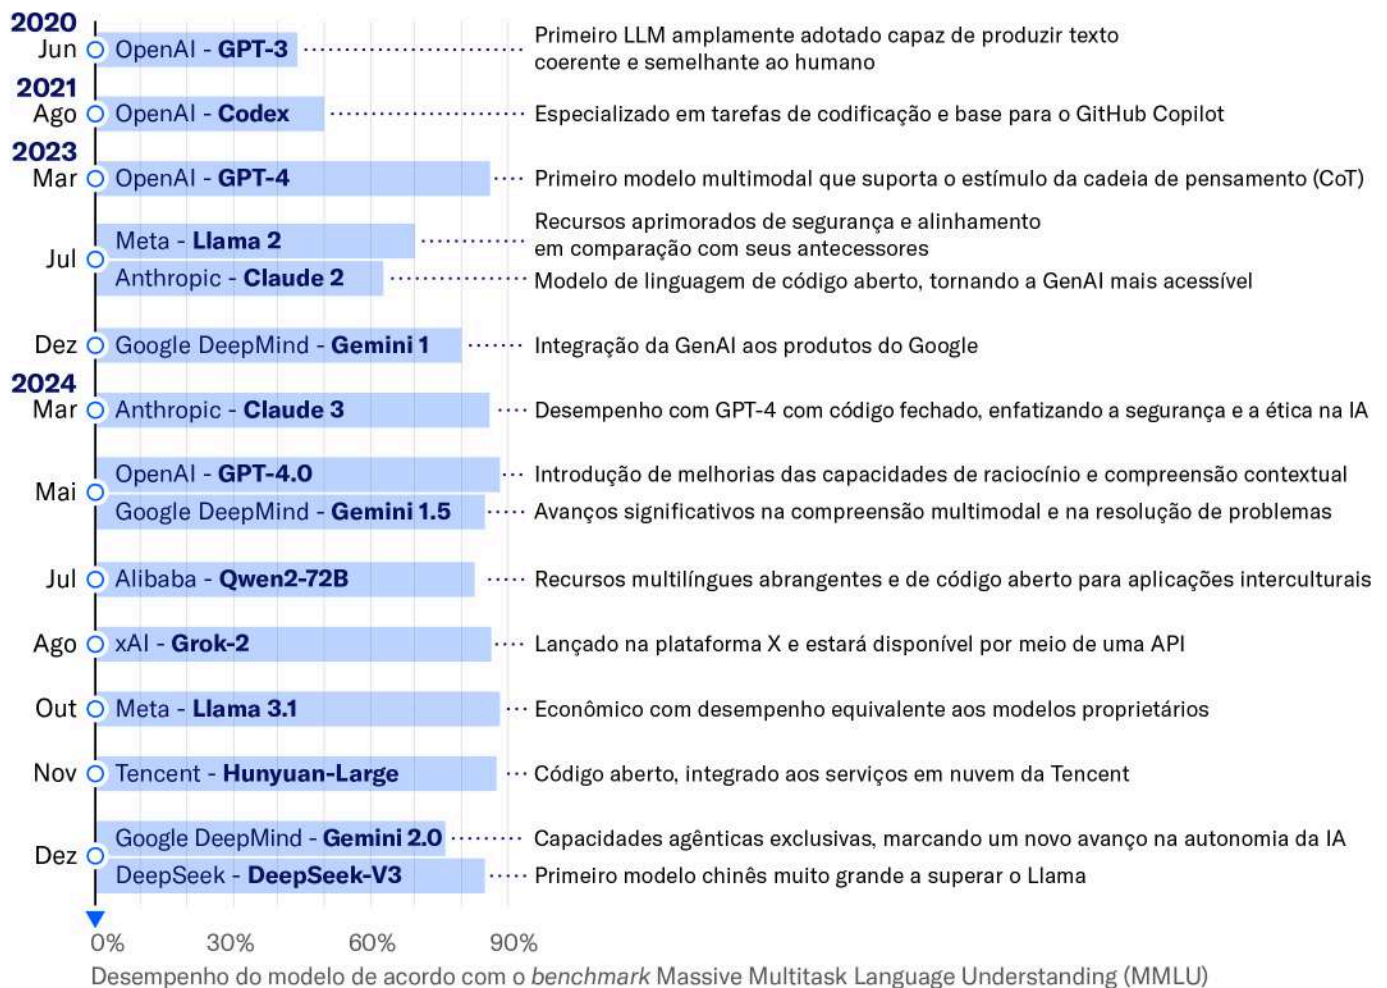 2020
Jun OpenAI - GPT-3 Primeiro LLM amplamente adotado capaz de produzir texto
coerente e semelhante ao humano
2021
Ago OpenAI - Codex Especializado em tarefas de codificação e base para o GitHub Copilot
2023
Mar OpenAI - GPT-4 Primeiro modelo multimodal que suporta o estímulo da cadeia de pensamento (CoT)
Jul
Meta - Llama 2 Recursos aprimorados de segurança e alinhamento
em comparação com seus antecessores
Anthropic - Claude 2 Modelo de linguagem de código aberto, tornando a GenAI mais acessível
Dez Google DeepMind - Gemini 1 Integração da GenAI aos produtos do Google
2024
Mar Anthropic - Claude 3 Desempenho com GPT-4 com código fechado, enfatizando a segurança e a ética na IA
Mai
OpenAI - GPT-4.0 Introdução de melhorias das capacidades de raciocínio e compreensão contextual
Google DeepMind - Gemini 1.5 Avanços significativos na compreensão multimodal e na resolução de problemas
Jul Alibaba - Qwen2-72B Recursos multilíngues abrangentes e de código aberto para aplicações interculturais
Ago xAI - Grok-2 Lançado na plataforma X e estará disponível por meio de uma API
Out Meta - Llama 3.1 Econômico com desempenho equivalente aos modelos proprietários
Nov Tencent - Hunyuan-Large Código aberto, integrado aos serviços em nuvem da Tencent
Dez
Google DeepMind - Gemini 2.0 Capacidades agênticas exclusivas, marcando um novo avanço na autonomia da IA
DeepSeek - DeepSeek-V3 Primeiro modelo chinês muito grande a superar o Llama
0% 30% 60% 90%
Desempenho do modelo de acordo com o benchmark Massive Multitask Language Understanding (MMLU)